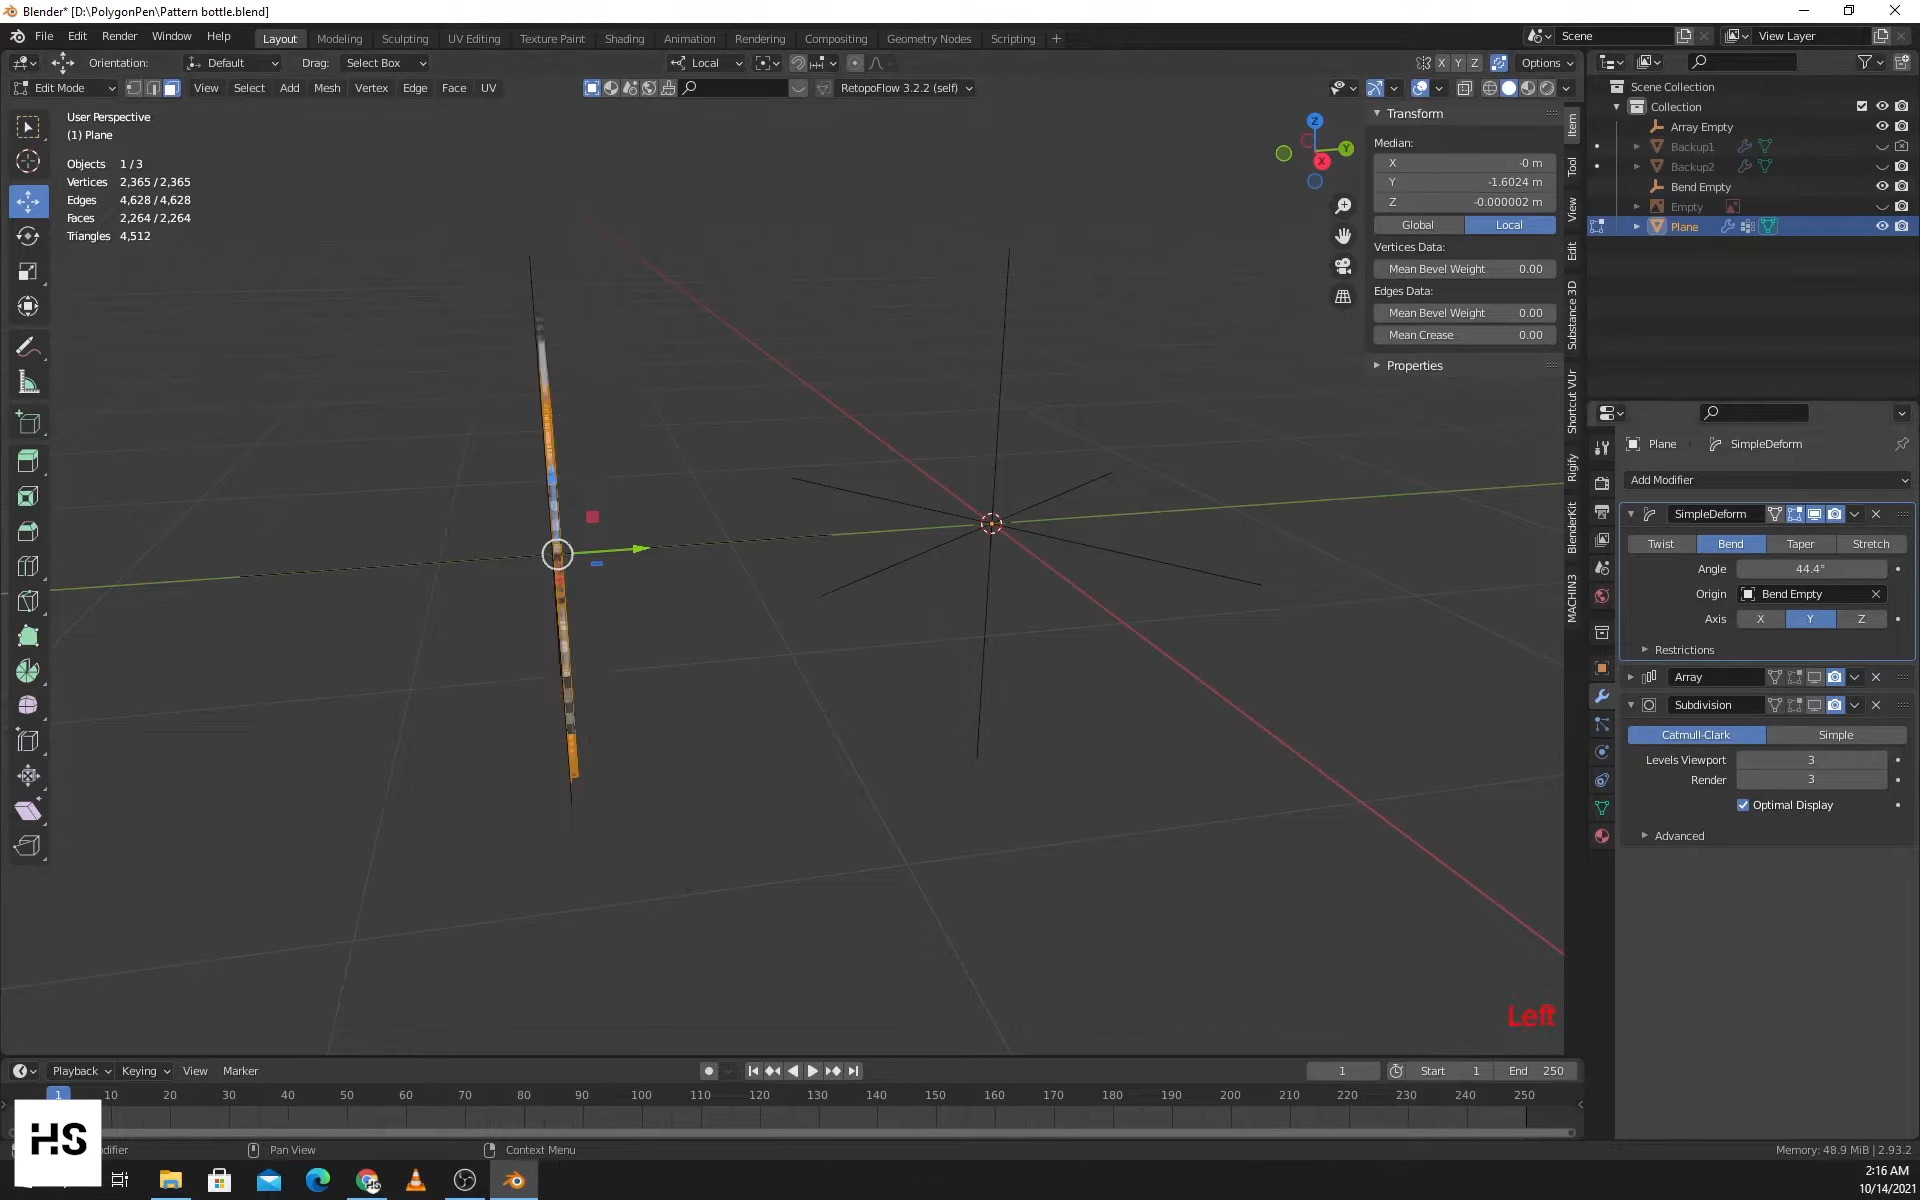 Blender* [D:\PolygonPen\Pattern bottle.blend]
File Edit Render Window Help Layout Modeling Sculpting UV Editing Texture Paint Shading Animation Rendering Compositing Geometry Nodes Scripting + Scene View Layer
Orientation: Default Drag: Select Box Local X Y Z Options
Edit Mode View Select Add Mesh Vertex Edge Face UV RetopoFlow 3.2.2 (self)
User Perspective
(1) Plane
Objects 1 / 3
Vertices 2,365 / 2,365
Edges 4,628 / 4,628
Faces 2,264 / 2,264
Triangles 4,512
Z
Y
X
Transform
Median:
X -0 m
Y -1.6024 m
Z -0.000002 m
Global Local
Vertices Data:
Mean Bevel Weight 0.00
Edges Data:
Mean Bevel Weight 0.00
Mean Crease 0.00
Properties
Item
Tool
View
Edit
Substance 3D
Shortcut VUr
Rigify
BlenderKit
MACHIN3
Scene Collection
Collection
Array Empty
Backup1
Backup2
Bend Empty
Empty
Plane
Plane SimpleDeform
Add Modifier
SimpleDeform
Twist Bend Taper Stretch
Angle 44.4°
Origin Bend Empty
Axis X Y Z
Restrictions
Array
Subdivision
Catmull-Clark Simple
Levels Viewport 3
Render 3
Optimal Display
Advanced
Left
Playback Keying View Marker 1 Start 1 End 250
1 10 20 30 40 50 60 70 80 90 100 110 120 130 140 150 160 170 180 190 200 210 220 230 240 250
HS
odifier Pan View Context Menu Memory: 48.9 MiB | 2.93.2
2:16 AM
10/14/2021